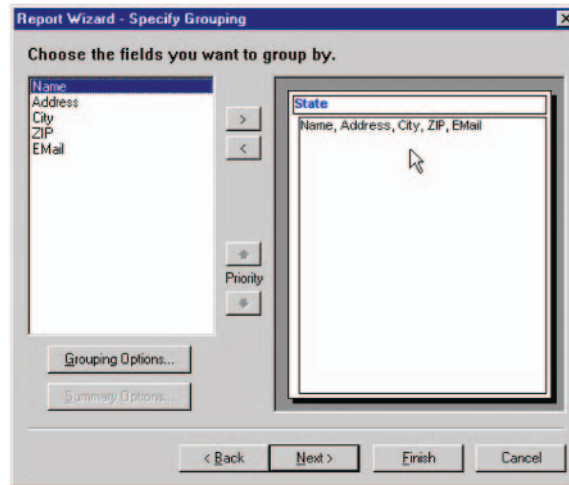 Report Wizard - Specify Grouping
Choose the fields you want to group by.
Name
Address
City
ZIP
EMail
>
<
Priority
Grouping Options...
Summary Options...
State
Name, Address, City, ZIP, EMail
< Back
Next >
Finish
Cancel